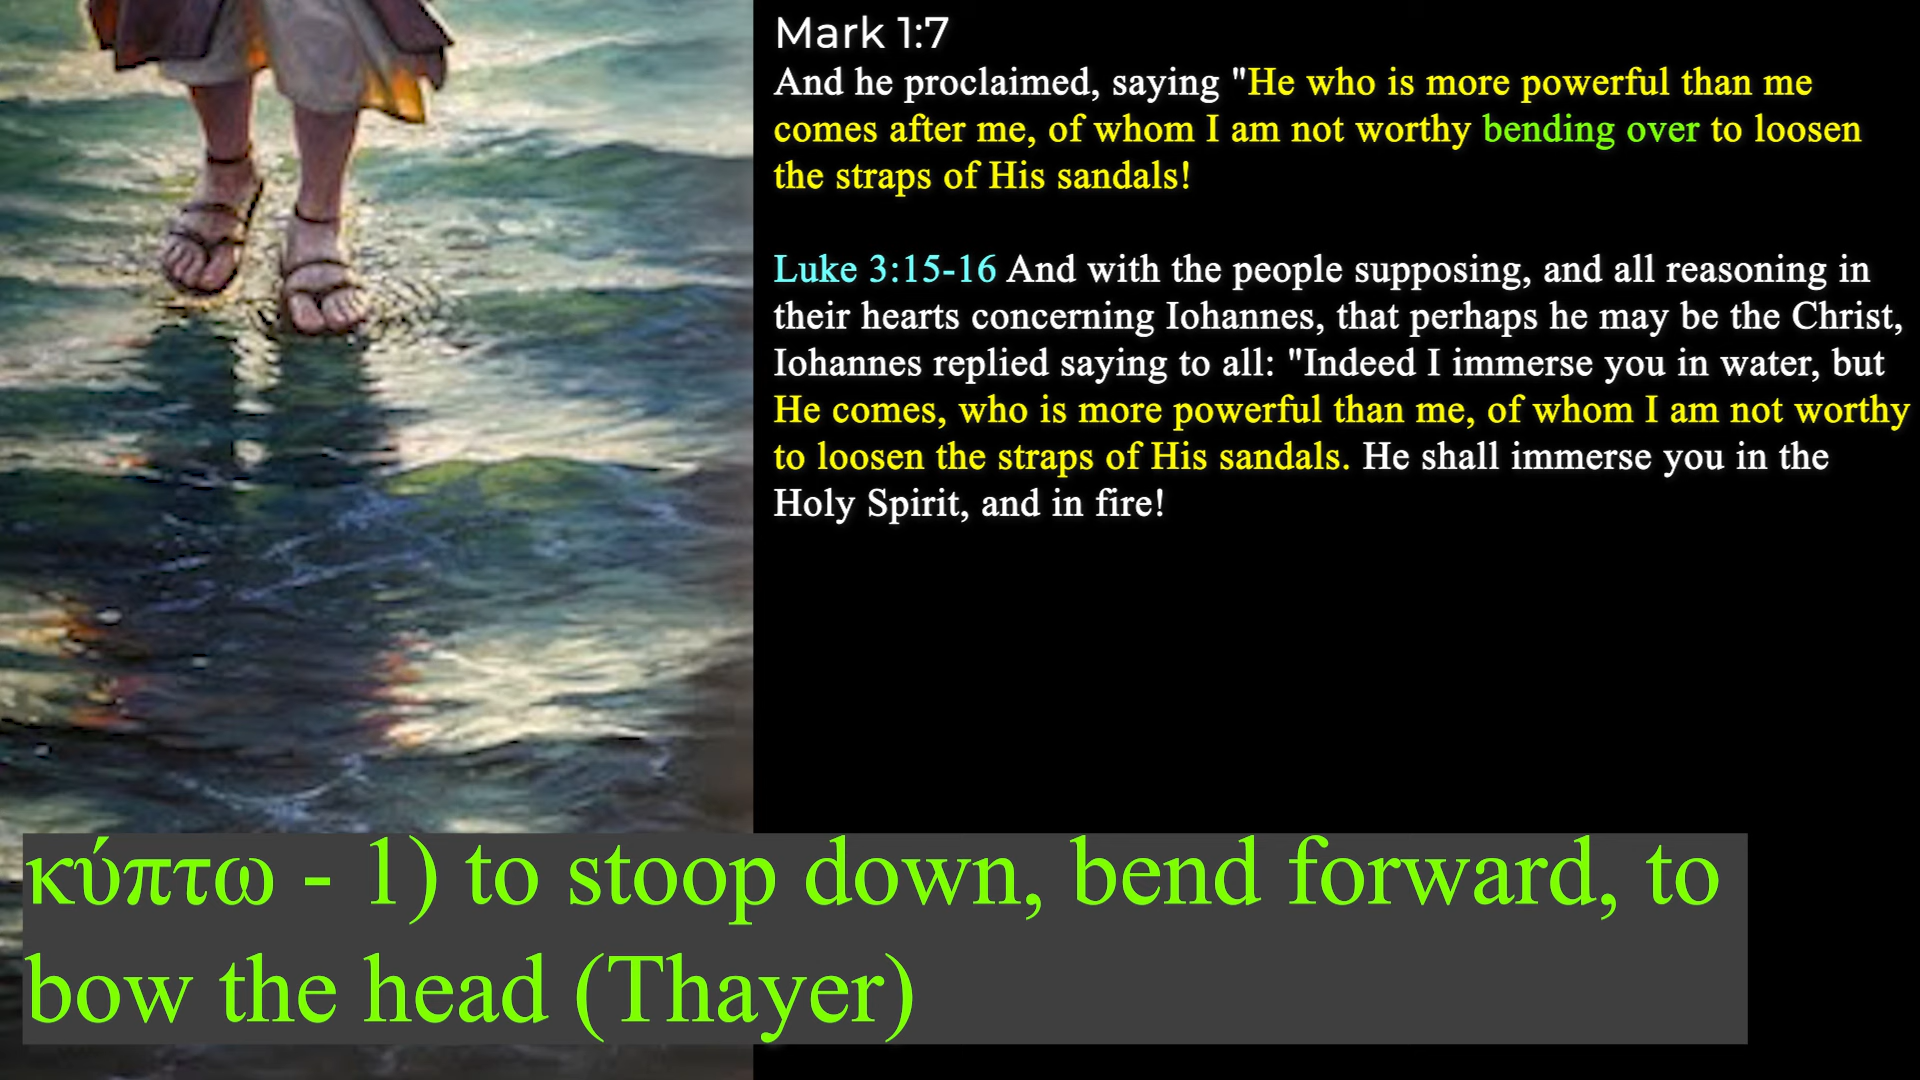 Mark 1:7
And he proclaimed, saying "He who is more powerful than me
comes after me, of whom I am not worthy bending over to loosen
the straps of His sandals!
Luke 3:15-16 And with the people supposing, and all reasoning in
their hearts concerning Iohannes, that perhaps he may be the Christ,
Iohannes replied saying to all: "Indeed I immerse you in water, but
He comes, who is more powerful than me, of whom I am not worthy
to loosen the straps of His sandals. He shall immerse you in the
Holy Spirit, and in fire!
κύπτω - 1) to stoop down, bend forward, to
bow the head (Thayer)